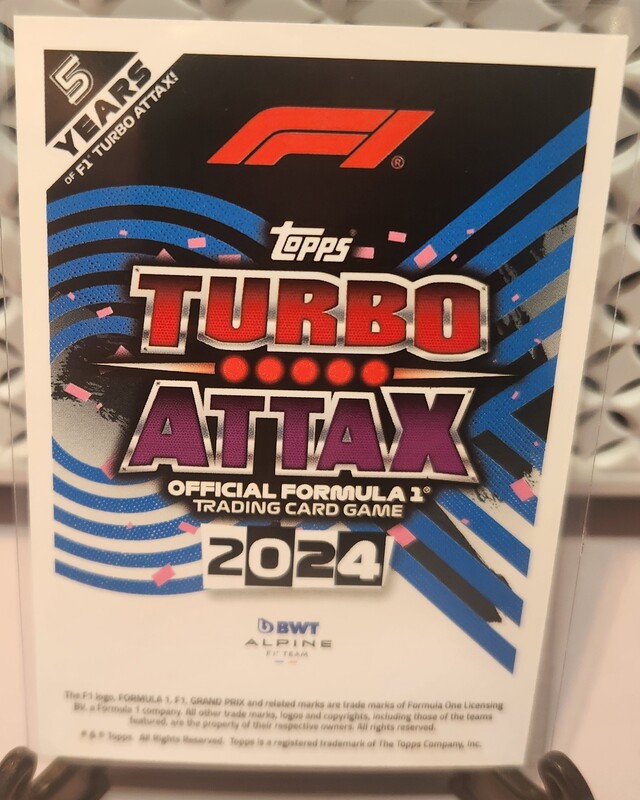 5
YEARS
OF F1® TURBO ATTAX!
F1®
topps®
TURBO
ATTAX
OFFICIAL FORMULA 1®
TRADING CARD GAME
2024
BWT
ALPINE
F1® TEAM
The F1 logo, FORMULA 1, F1, GRAND PRIX and related marks are trade marks of Formula One Licensing
BV, a Formula 1 company. All other trade marks, logos and copyrights, including those of the teams
featured, are the property of their respective owners. All rights reserved.
® & © Topps. All Rights Reserved. Topps is a registered trademark of The Topps Company, Inc.